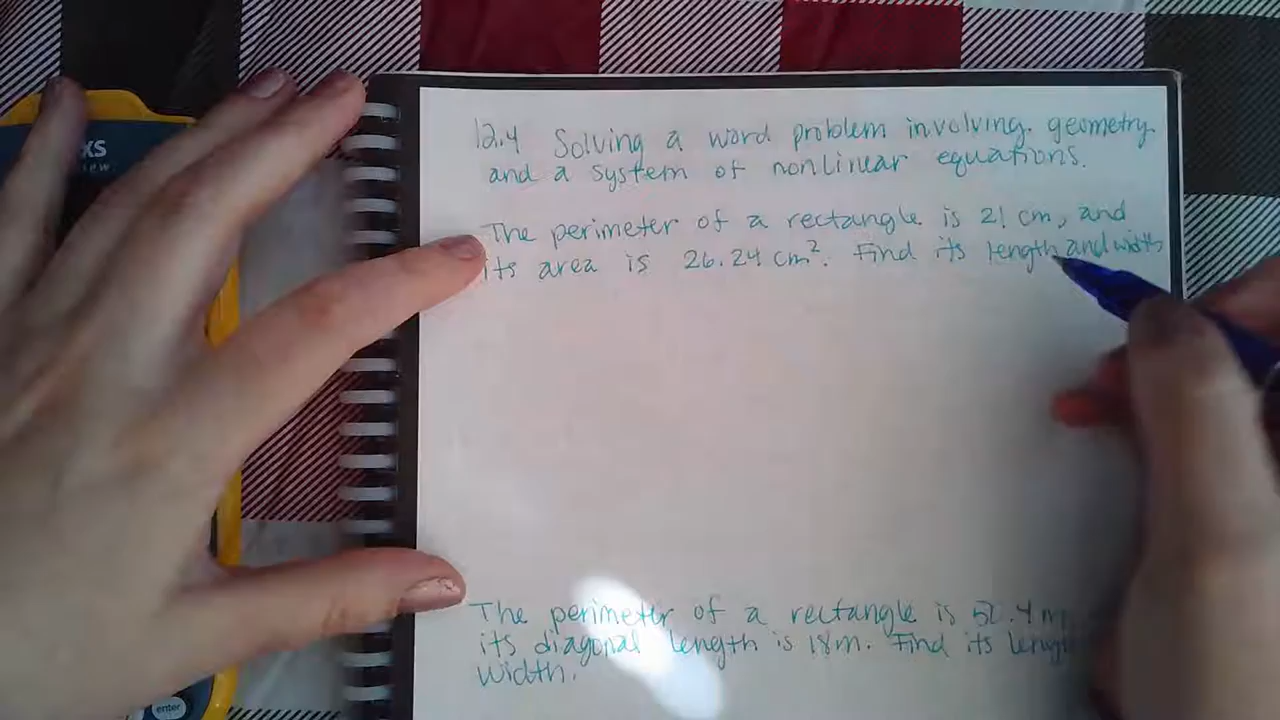 12.4 Solving a word problem involving. geometry.
and a system of nonlinear equations.
The perimeter of a rectangle is 21 cm, and
its area is 26.24 cm². Find its length and width
The perimeter of a rectangle is
its diagonal length is 18m. Find its
width.
enter